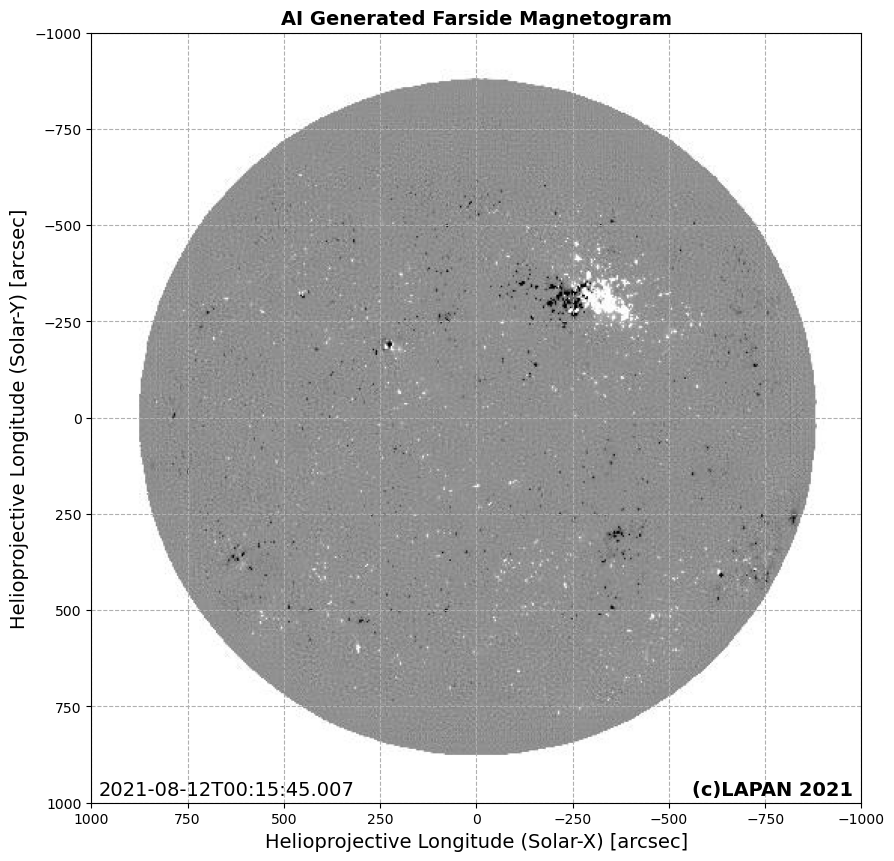 AI Generated Farside Magnetogram
Helioprojective Longitude (Solar-Y) [arcsec]
−1000
−750
−500
−250
0
250
500
750
1000
2021-08-12T00:15:45.007
(c)LAPAN 2021
1000 750 500 250 0 −250 −500 −750 −1000
Helioprojective Longitude (Solar-X) [arcsec]